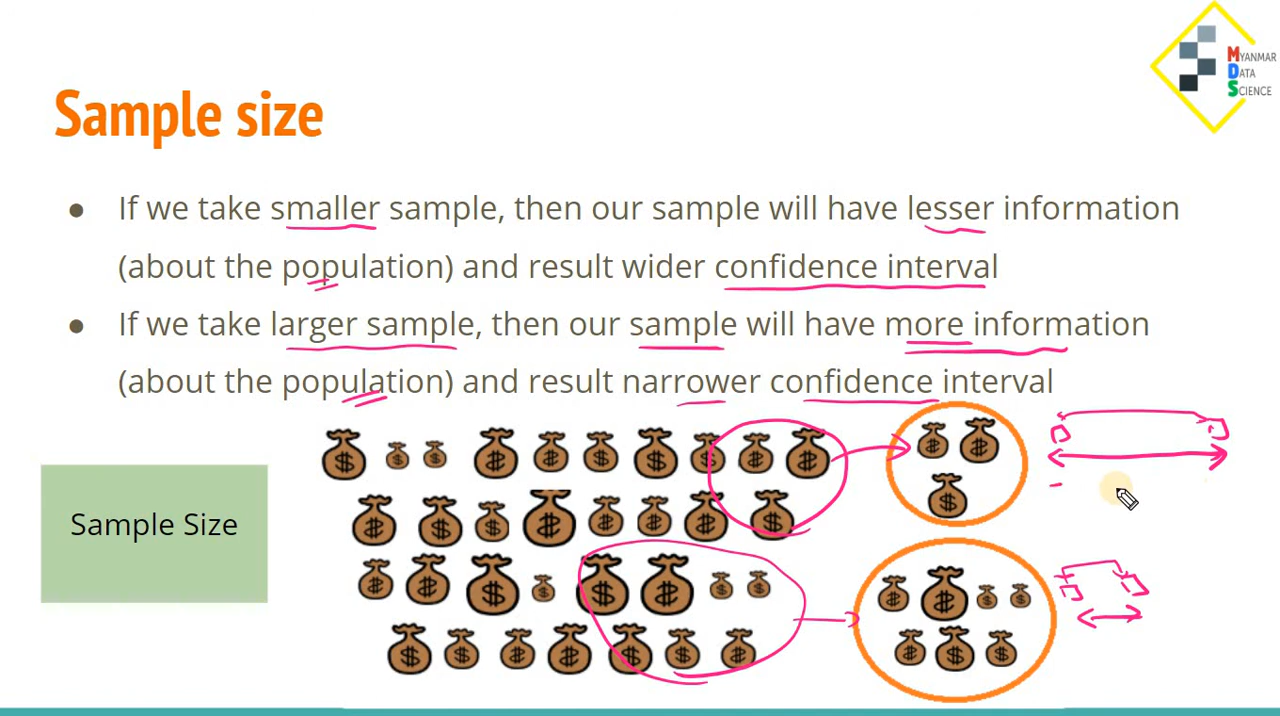 MYANMAR
DATA
SCIENCE
Sample size
● If we take smaller sample, then our sample will have lesser information
(about the population) and result wider confidence interval
● If we take larger sample, then our sample will have more information
(about the population) and result narrower confidence interval
Sample Size